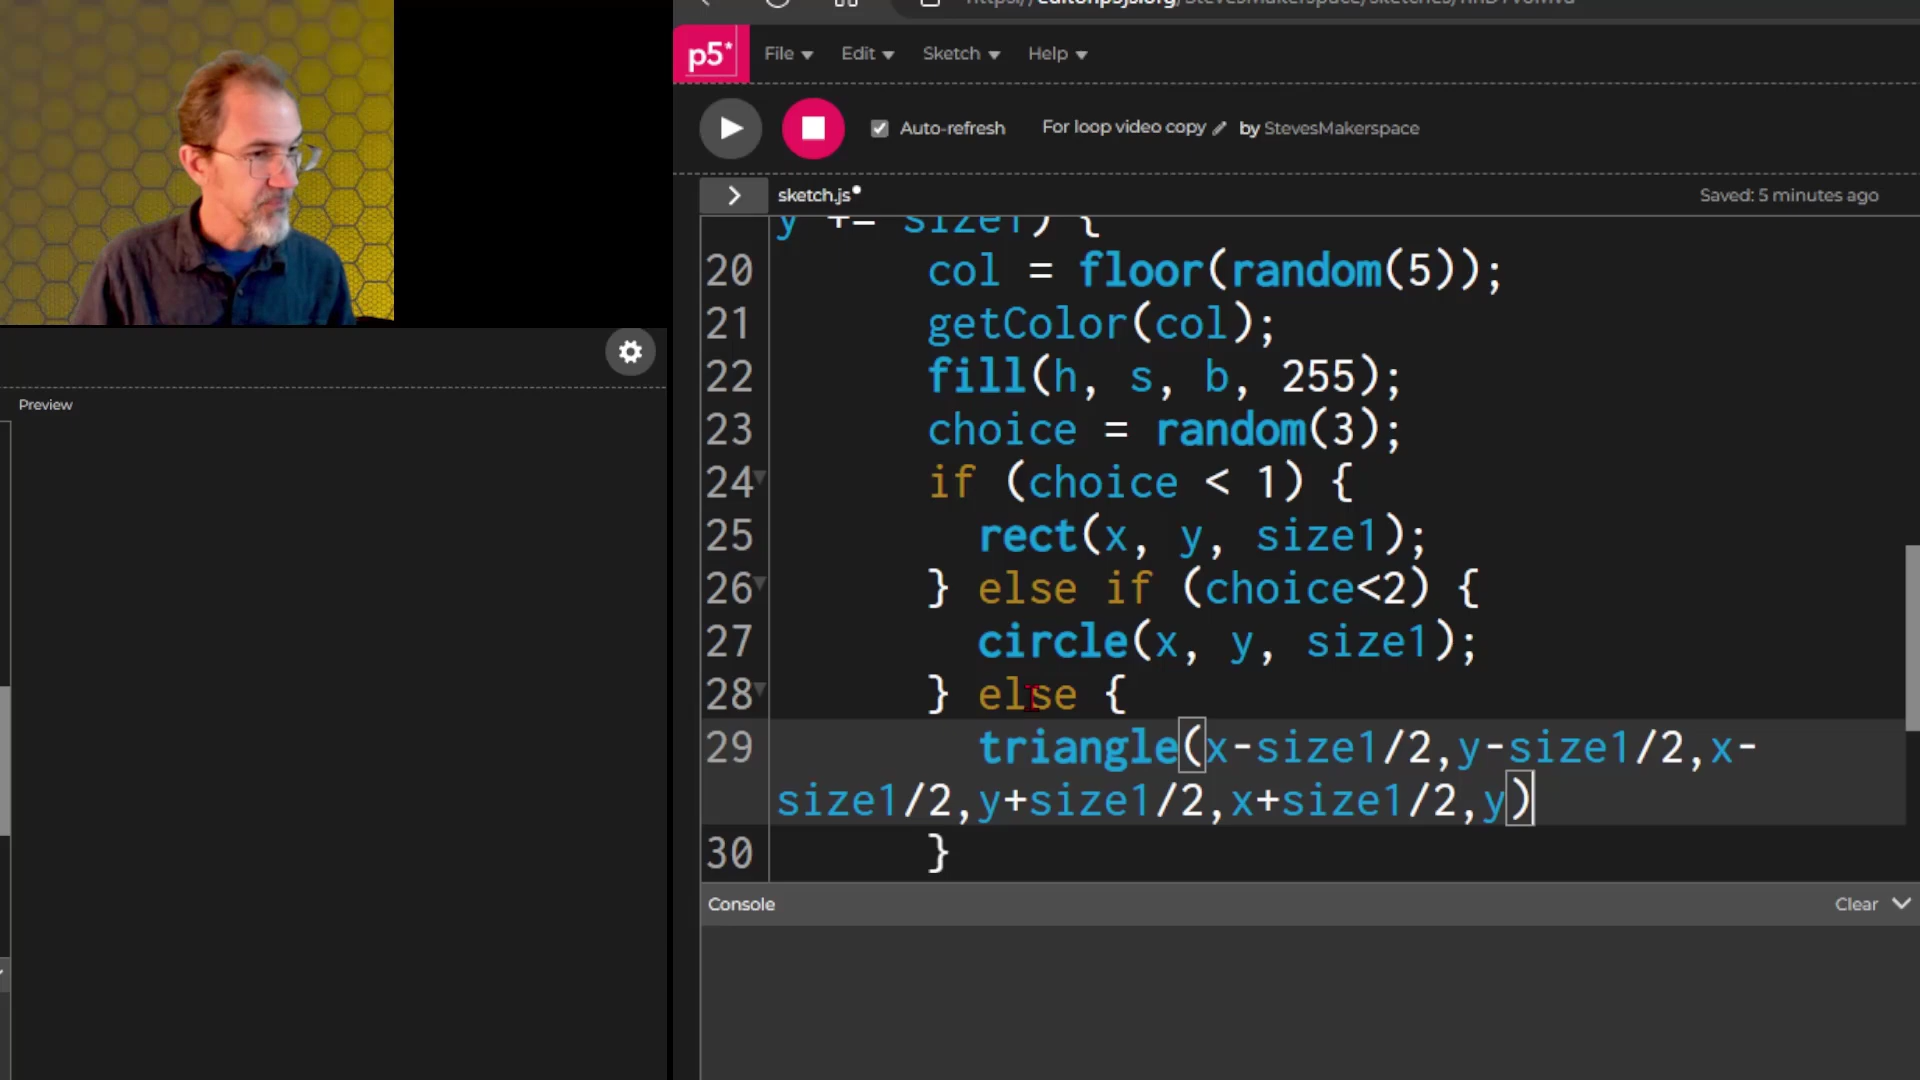 p5* File Edit Sketch Help
Auto-refresh For loop video copy by StevesMakerspace
sketch.js Saved: 5 minutes ago
Preview
y += size1) {
20 col = floor(random(5));
21 getColor(col);
22 fill(h, s, b, 255);
23 choice = random(3);
24 if (choice < 1) {
25 rect(x, y, size1);
26 } else if (choice<2) {
27 circle(x, y, size1);
28 } else {
29 triangle(x-size1/2,y-size1/2,x-
size1/2,y+size1/2,x+size1/2,y)
30 }
Console Clear